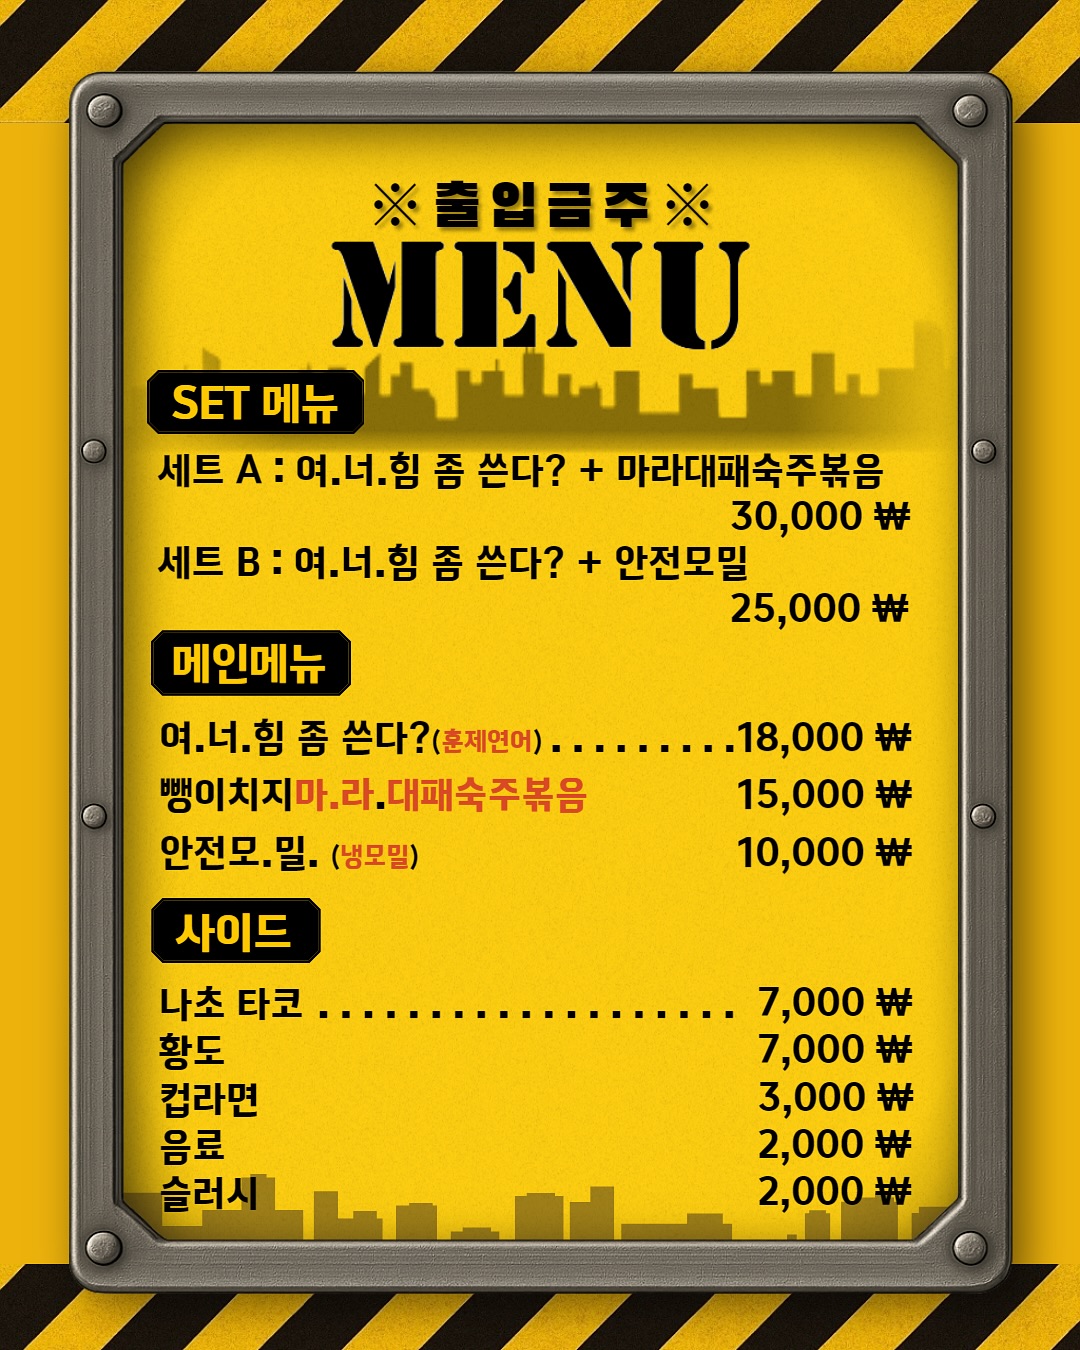 ※출입금주※
MENU
SET 메뉴
세트 A : 여.너.힘 좀 쓴다? + 마라대패숙주볶음
30,000 ₩
세트 B : 여.너.힘 좀 쓴다? + 안전모밀
25,000 ₩
메인메뉴
여.너.힘 좀 쓴다?(훈제연어) .........18,000 ₩
뺑이치지마.라.대패숙주볶음 15,000 ₩
안전모.밀. (냉모밀) 10,000 ₩
사이드
나초 타코 ................... 7,000 ₩
황도 7,000 ₩
컵라면 3,000 ₩
음료 2,000 ₩
슬러시 2,000 ₩